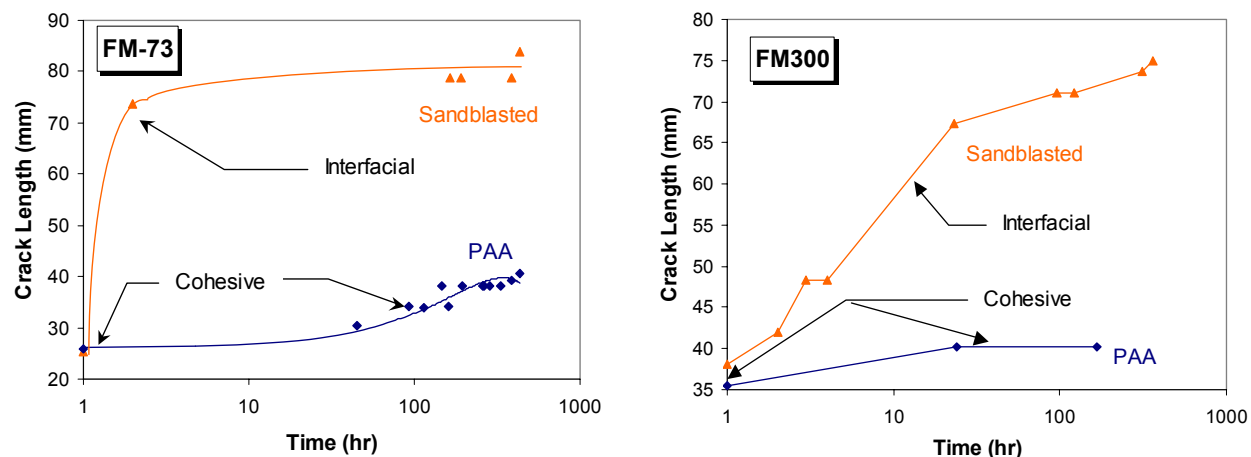 FM-73
Crack Length (mm)
90
80
70
60
50
40
30
20
1
10
100
1000
Time (hr)
Sandblasted
Interfacial
PAA
Cohesive
FM300
Crack Length (mm)
80
75
70
65
60
55
50
45
40
35
1
10
100
1000
Time (hr)
Sandblasted
Interfacial
Cohesive
PAA